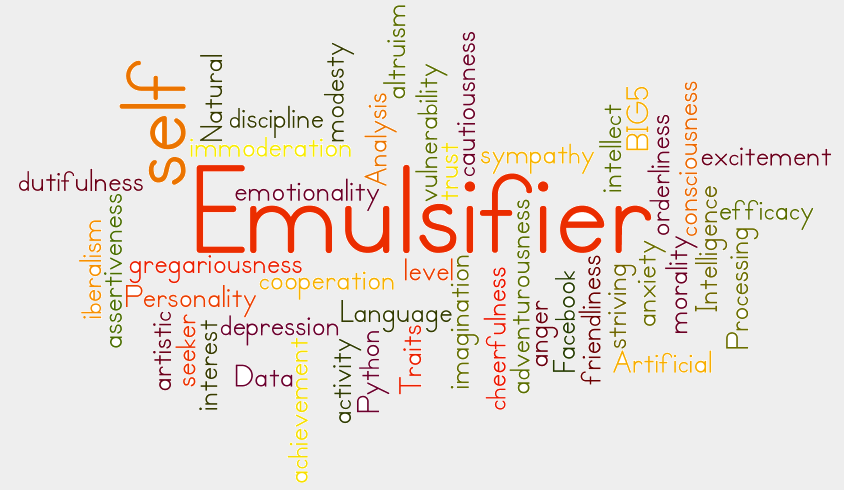 altruism
self
Natural
modesty
cautiousness
discipline
Analysis
vulnerability
BIG5
consciousness
immoderation
trust
sympathy
intellect
orderliness
excitement
dutifulness
emotionality
Emulsifier
efficacy
assertiveness
adventurousness
Intelligence
iberalism
gregariousness
cooperation
level
imagination
anxiety
morality
Processing
Personality
Language
cheerfulness
anger
Facebook
friendliness
striving
artistic
seeker
interest
depression
Python
Traits
Artificial
Data
achievement
activity